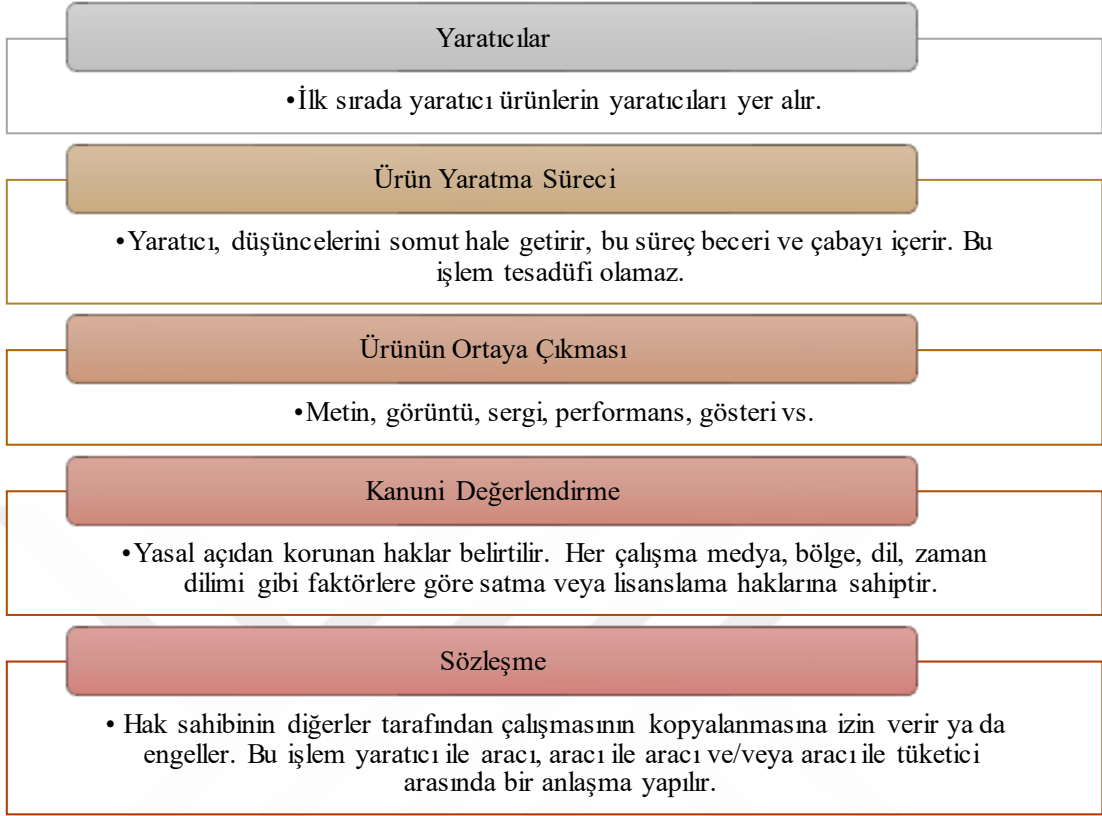 Yaratıcılar
•İlk sırada yaratıcı ürünlerin yaratıcıları yer alır.
Ürün Yaratma Süreci
•Yaratıcı, düşüncelerini somut hale getirir, bu süreç beceri ve çabayı içerir. Bu
işlem tesadüfi olamaz.
Ürünün Ortaya Çıkması
•Metin, görüntü, sergi, performans, gösteri vs.
Kanuni Değerlendirme
•Yasal açıdan korunan haklar belirtilir. Her çalışma medya, bölge, dil, zaman
dilimi gibi faktörlere göre satma veya lisanslama haklarına sahiptir.
Sözleşme
• Hak sahibinin diğerler tarafından çalışmasının kopyalanmasına izin verir ya da
engeller. Bu işlem yaratıcı ile aracı, aracı ile aracı ve/veya aracı ile tüketici
arasında bir anlaşma yapılır.